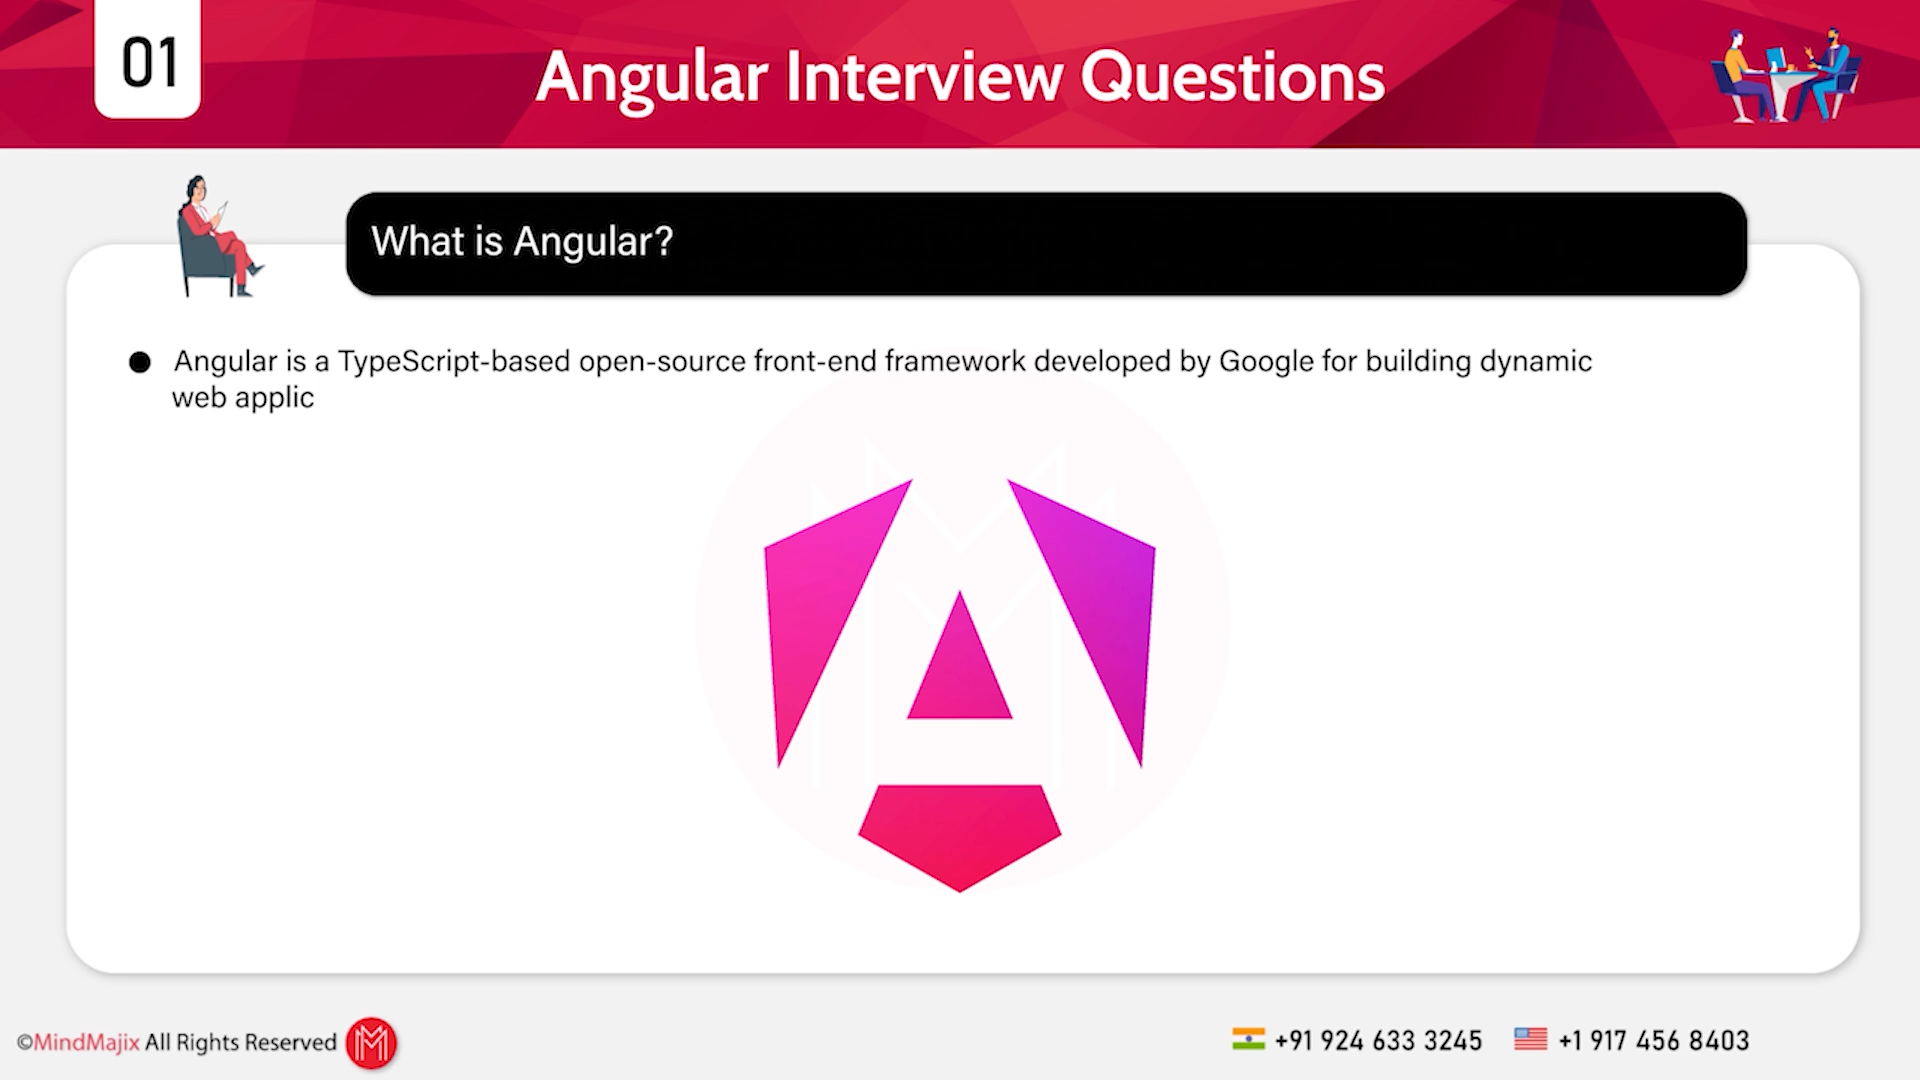 01
Angular Interview Questions
What is Angular?
Angular is a TypeScript-based open-source front-end framework developed by Google for building dynamic
web applic
©MindMajix All Rights Reserved
+91 924 633 3245
+1 917 456 8403